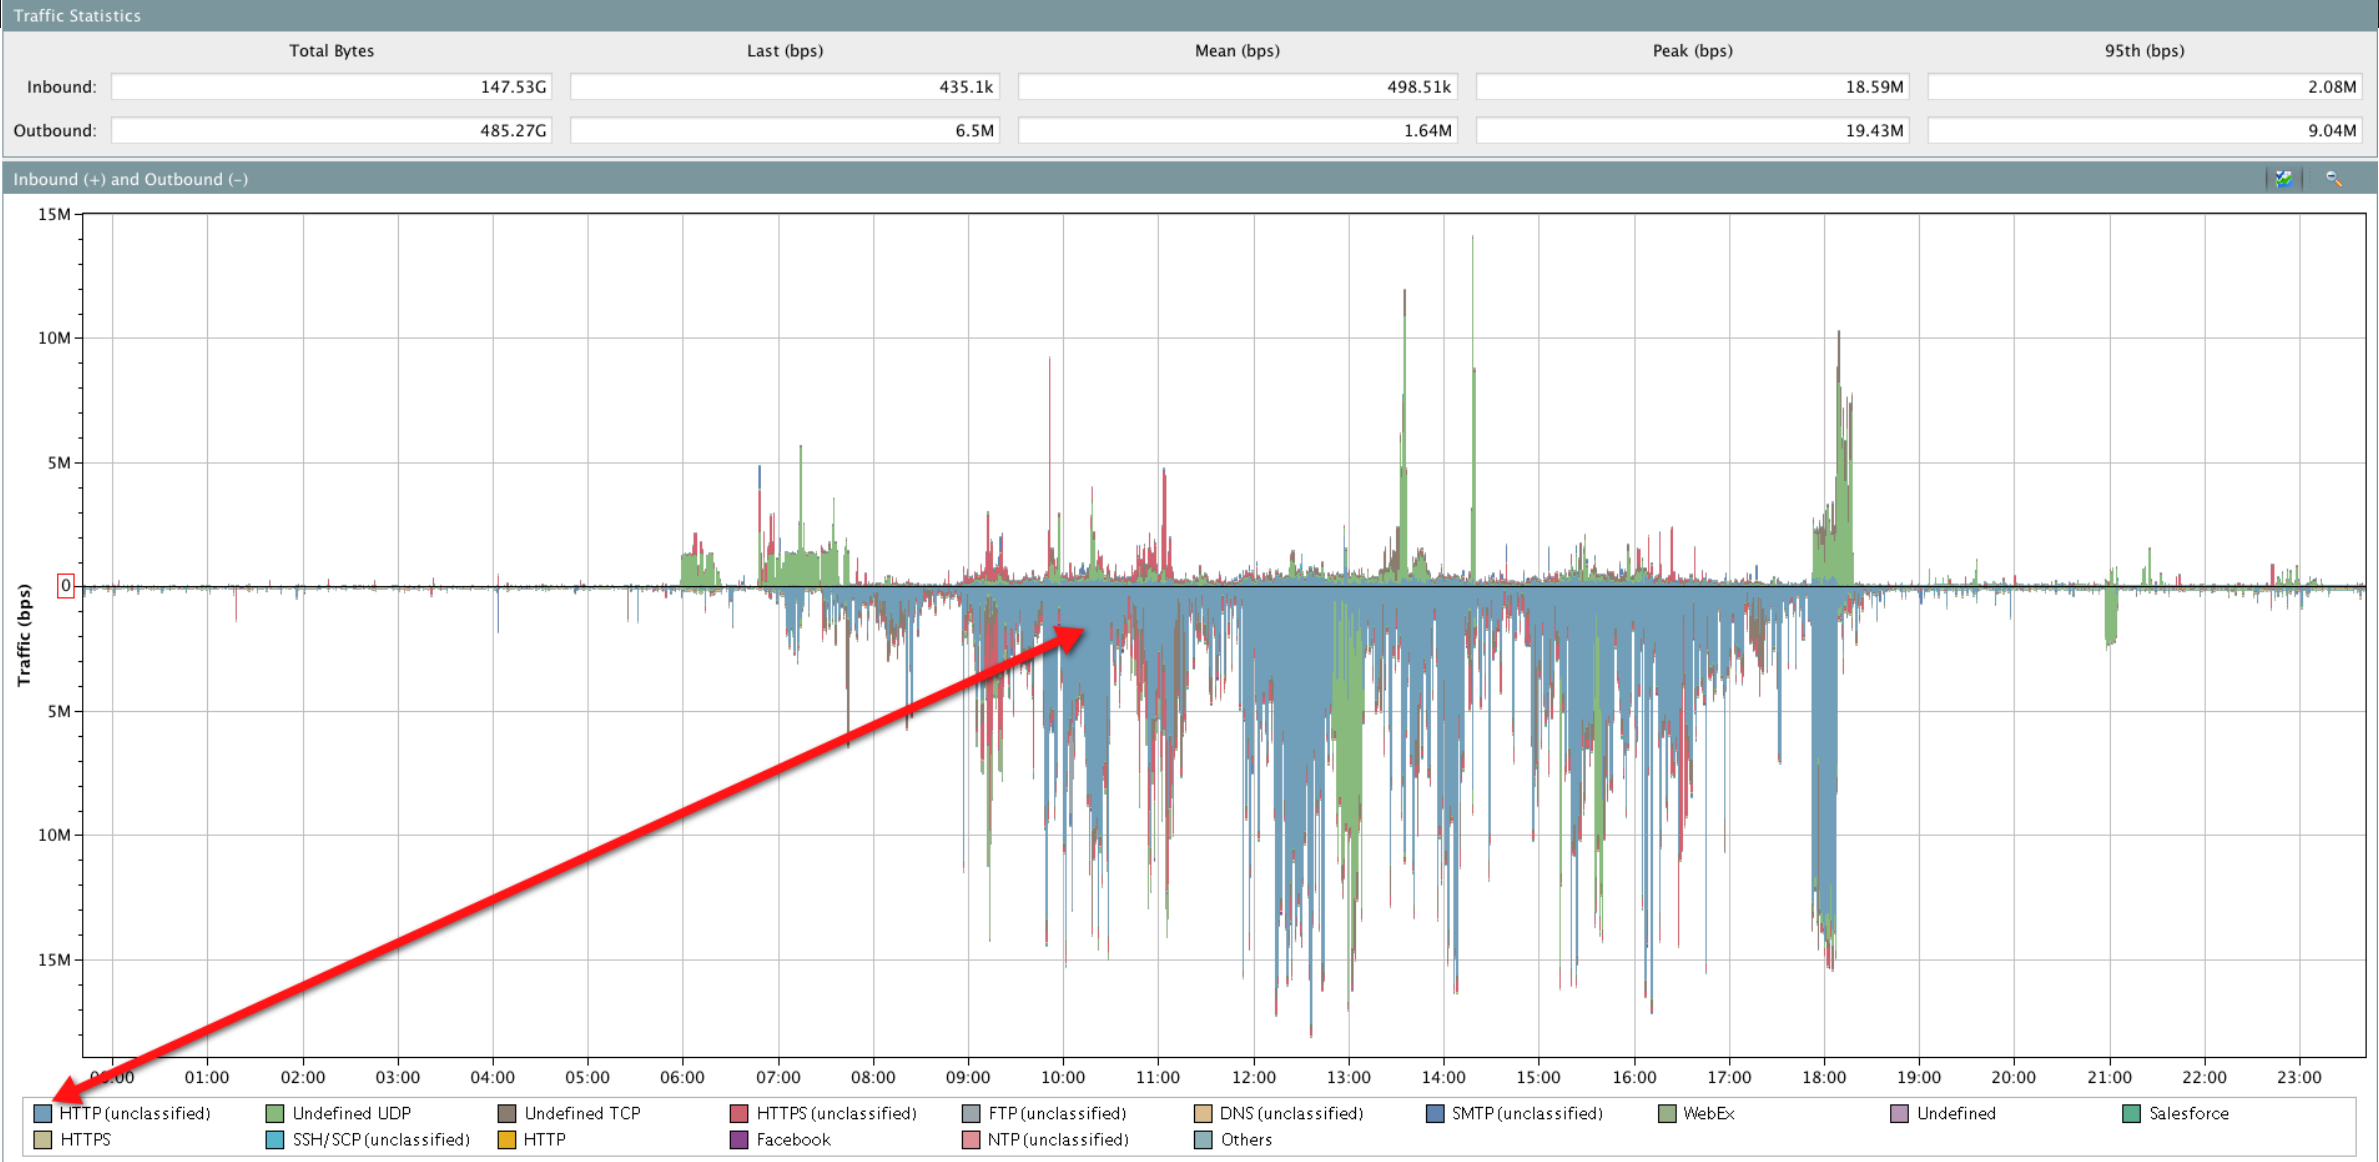 Traffic Statistics
Total Bytes Last (bps) Mean (bps) Peak (bps) 95th (bps)
Inbound: 147.53G 435.1k 498.51k 18.59M 2.08M
Outbound: 485.27G 6.5M 1.64M 19.43M 9.04M
Inbound (+) and Outbound (-)
15M
10M
5M
0
5M
10M
15M
Traffic (bps)
00:00 01:00 02:00 03:00 04:00 05:00 06:00 07:00 08:00 09:00 10:00 11:00 12:00 13:00 14:00 15:00 16:00 17:00 18:00 19:00 20:00 21:00 22:00 23:00
HTTP (unclassified) Undefined UDP Undefined TCP HTTPS (unclassified) FTP (unclassified) DNS (unclassified) SMTP (unclassified) WebEx Undefined Salesforce
HTTPS SSH/SCP (unclassified) HTTP Facebook NTP (unclassified) Others